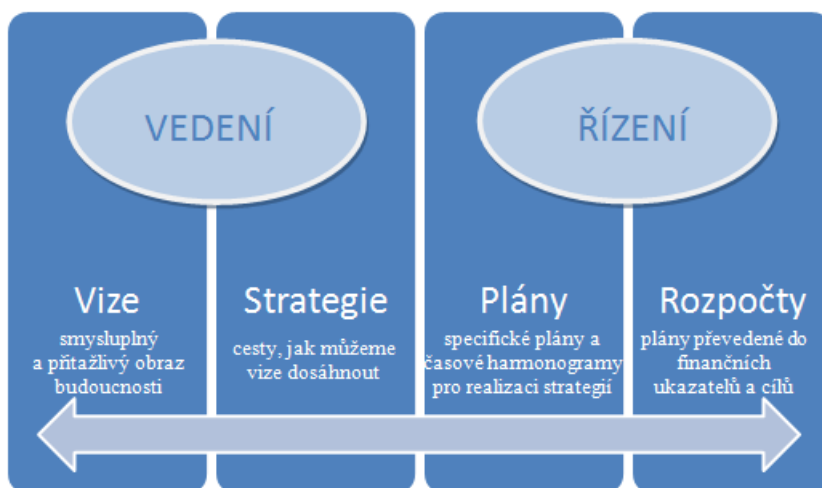 VEDENÍ
ŘÍZENÍ
Vize
smysluplný
a přitažlivý obraz
budoucnosti
Strategie
cesty, jak můžeme
vize dosáhnout
Plány
specifické plány a
časové harmonogramy
pro realizaci strategií
Rozpočty
plány převedené do
finančních
ukazatelů a cílů